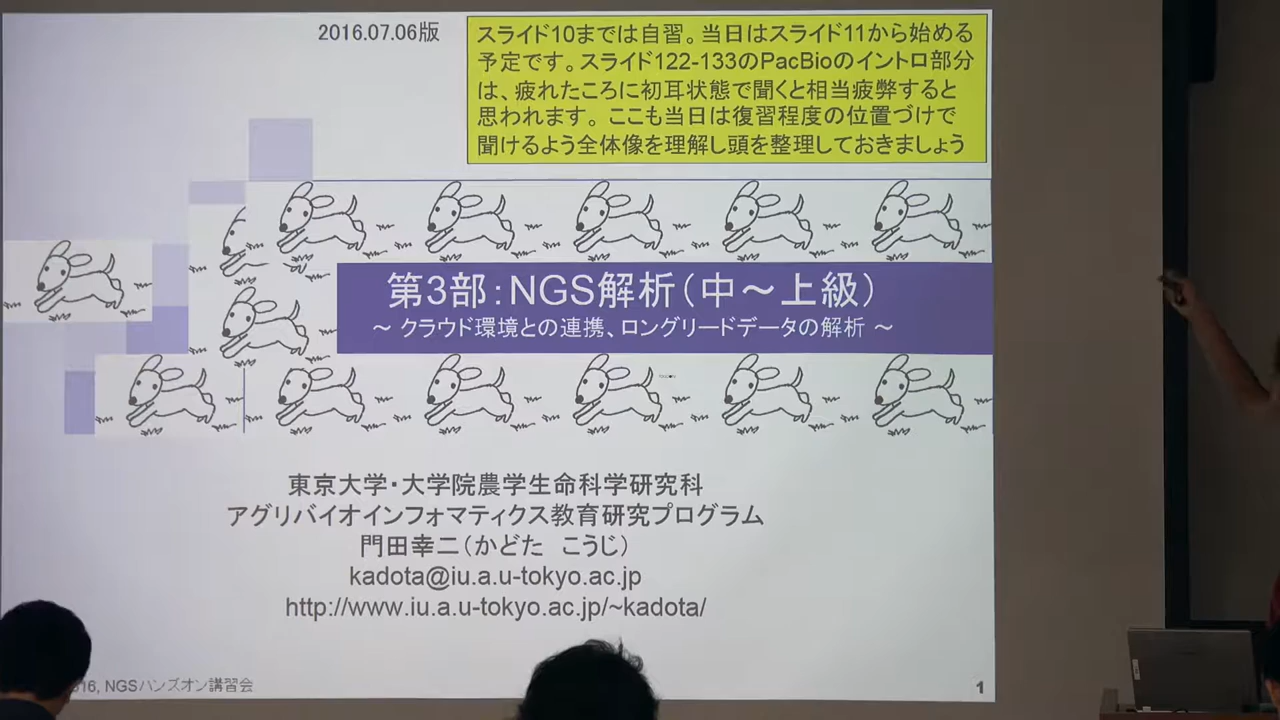 2016.07.06版
スライド10までは自習。当日はスライド11から始める
予定です。スライド122-133のPacBioのイントロ部分
は、疲れたころに初耳状態で聞くと相当疲弊すると
思われます。ここも当日は復習程度の位置づけで
聞けるよう全体像を理解し頭を整理しておきましょう
第3部：NGS解析（中～上級）
～ クラウド環境との連携、ロングリードデータの解析 ～
東京大学・大学院農学生命科学研究科
アグリバイオインフォマティクス教育研究プログラム
門田幸二（かどた　こうじ）
kadota@iu.a.u-tokyo.ac.jp
http://www.iu.a.u-tokyo.ac.jp/~kadota/
16, NGSハンズオン講習会
1